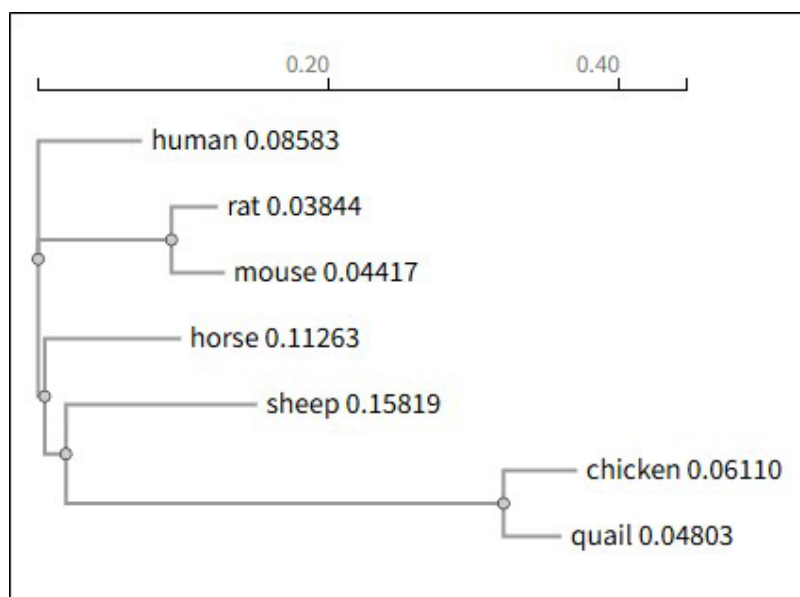 0.20 0.40
human 0.08583
rat 0.03844
mouse 0.04417
horse 0.11263
sheep 0.15819
chicken 0.06110
quail 0.04803